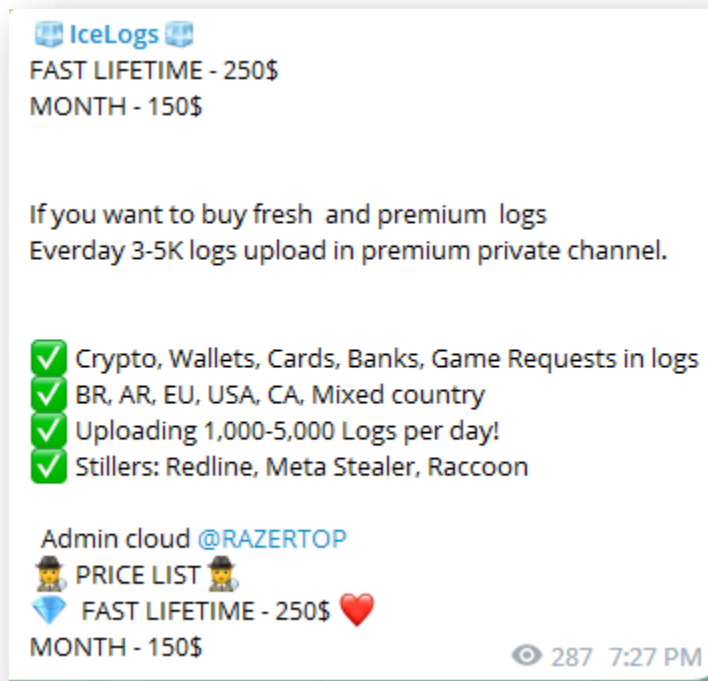 🧊 IceLogs 🧊
FAST LIFETIME - 250$
MONTH - 150$
If you want to buy fresh and premium logs
Everday 3-5K logs upload in premium private channel.
✅ Crypto, Wallets, Cards, Banks, Game Requests in logs
✅ BR, AR, EU, USA, CA, Mixed country
✅ Uploading 1,000-5,000 Logs per day!
✅ Stillers: Redline, Meta Stealer, Raccoon
Admin cloud @RAZERTOP
🕵️ PRICE LIST 🕵️
💎 FAST LIFETIME - 250$ ❤️
MONTH - 150$
287 7:27 PM